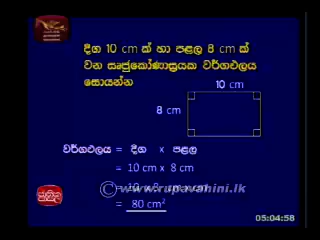 දිග 10 cm ක් හා පළල 8 cm ක්
වන සෘජුකෝණාස්‍රයක වර්ගඵලය
සොයන්න
10 cm
8 cm
වර්ගඵලය = දිග x පළල
= 10 cm x 8 cm
©www.rupavahini.lk
= 80 cm²
05:04:58